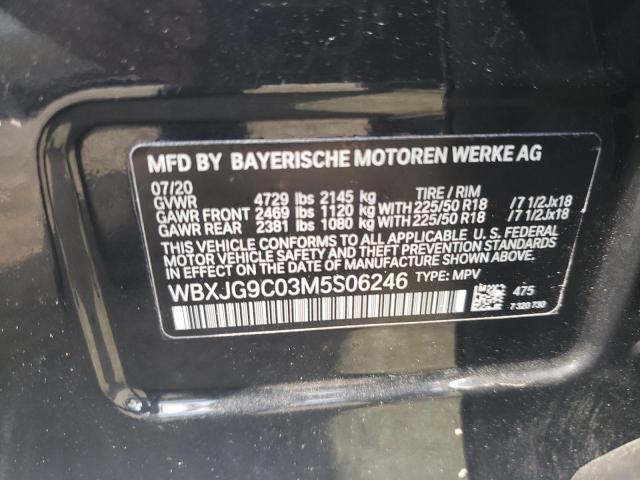 MFD BY BAYERISCHE MOTOREN WERKE AG
07/20 TIRE / RIM
GVWR 4729 lbs 2145 kg
GAWR FRONT 2469 lbs 1120 kg WITH 225/50 R18 /7 1/2Jx18
GAWR REAR 2381 lbs 1080 kg WITH 225/50 R18 /7 1/2Jx18
THIS VEHICLE CONFORMS TO ALL APPLICABLE U. S. FEDERAL
MOTOR VEHICLE SAFETY AND THEFT PREVENTION STANDARDS
IN EFFECT ON THE DATE OF MANUFACTURE SHOWN ABOVE.
WBXJG9C03M5S06246 TYPE: MPV
475
7 320 730